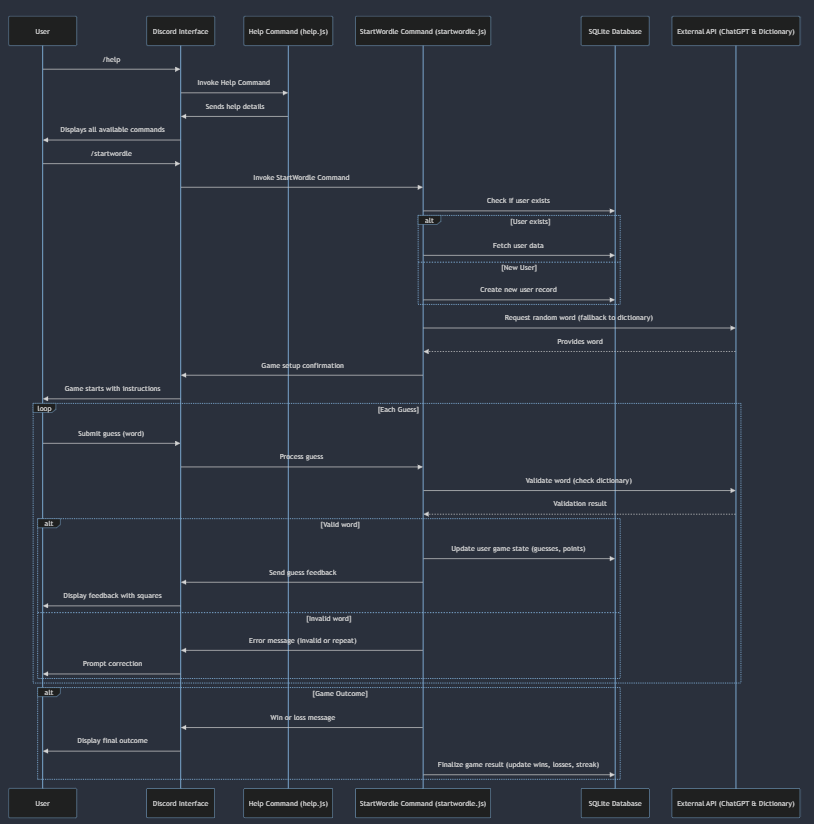 User
Discord Interface
Help Command (help.js)
StartWordle Command (startwordle.js)
SQLite Database
External API (ChatGPT & Dictionary)
/help
Invoke Help Command
Sends help details
Displays all available commands
/startwordle
Invoke StartWordle Command
Check if user exists
alt
[User exists]
Fetch user data
[New User]
Create new user record
Request random word (fallback to dictionary)
Provides word
Game setup confirmation
Game starts with instructions
loop
[Each Guess]
Submit guess (word)
Process guess
Validate word (check dictionary)
Validation result
alt
[Valid word]
Update user game state (guesses, points)
Send guess feedback
Display feedback with squares
[Invalid word]
Error message (invalid or repeat)
Prompt correction
alt
[Game Outcome]
Win or loss message
Display final outcome
Finalize game result (update wins, losses, streak)
User
Discord Interface
Help Command (help.js)
StartWordle Command (startwordle.js)
SQLite Database
External API (ChatGPT & Dictionary)